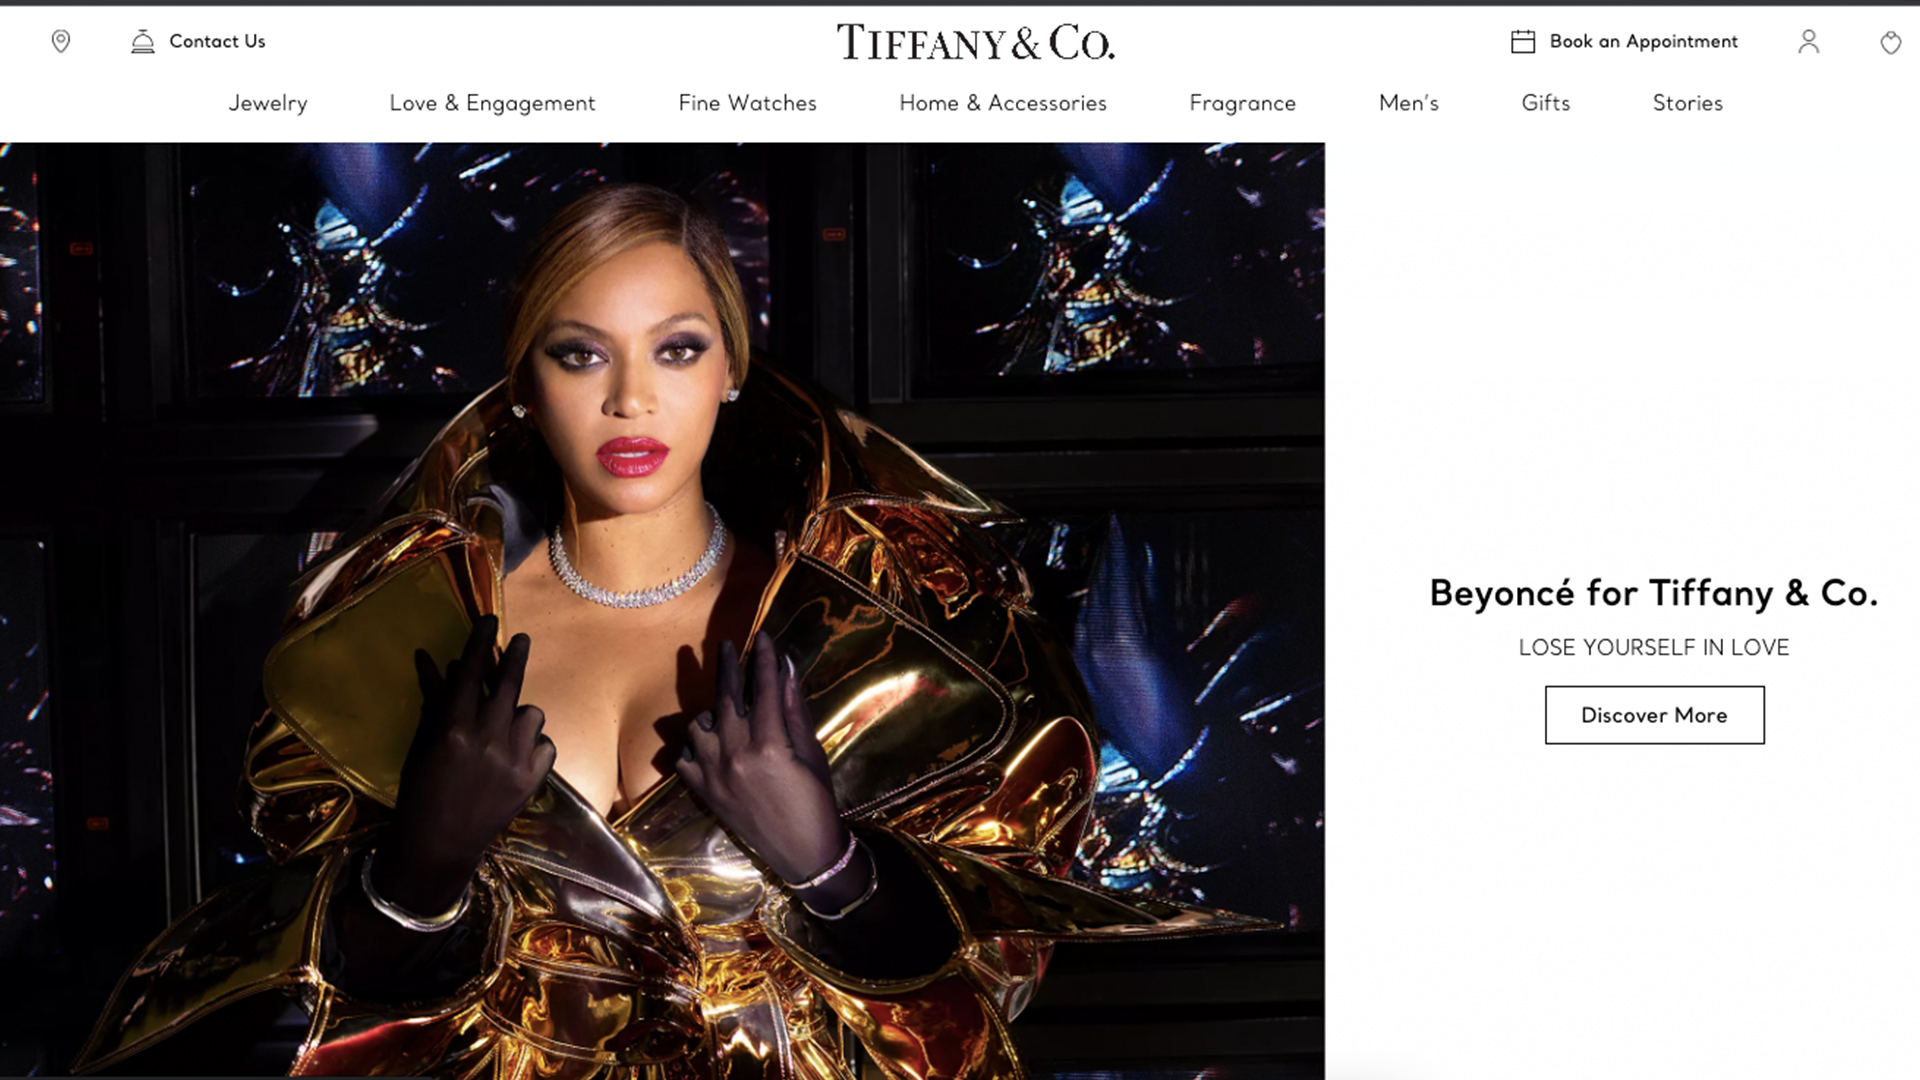 Contact Us
TIFFANY & CO.
Book an Appointment
Jewelry
Love & Engagement
Fine Watches
Home & Accessories
Fragrance
Men's
Gifts
Stories
Beyoncé for Tiffany & Co.
LOSE YOURSELF IN LOVE
Discover More